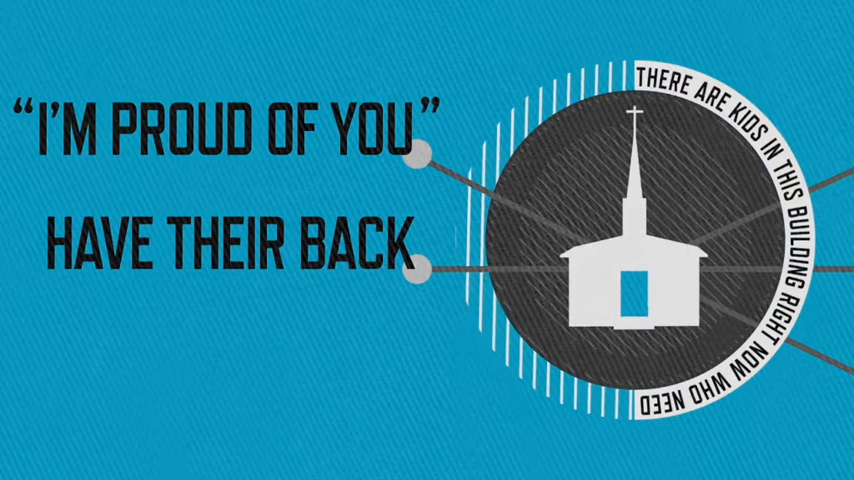 “I’M PROUD OF YOU”
HAVE THEIR BACK
THERE ARE KIDS IN THIS BUILDING RIGHT NOW WHO NEED